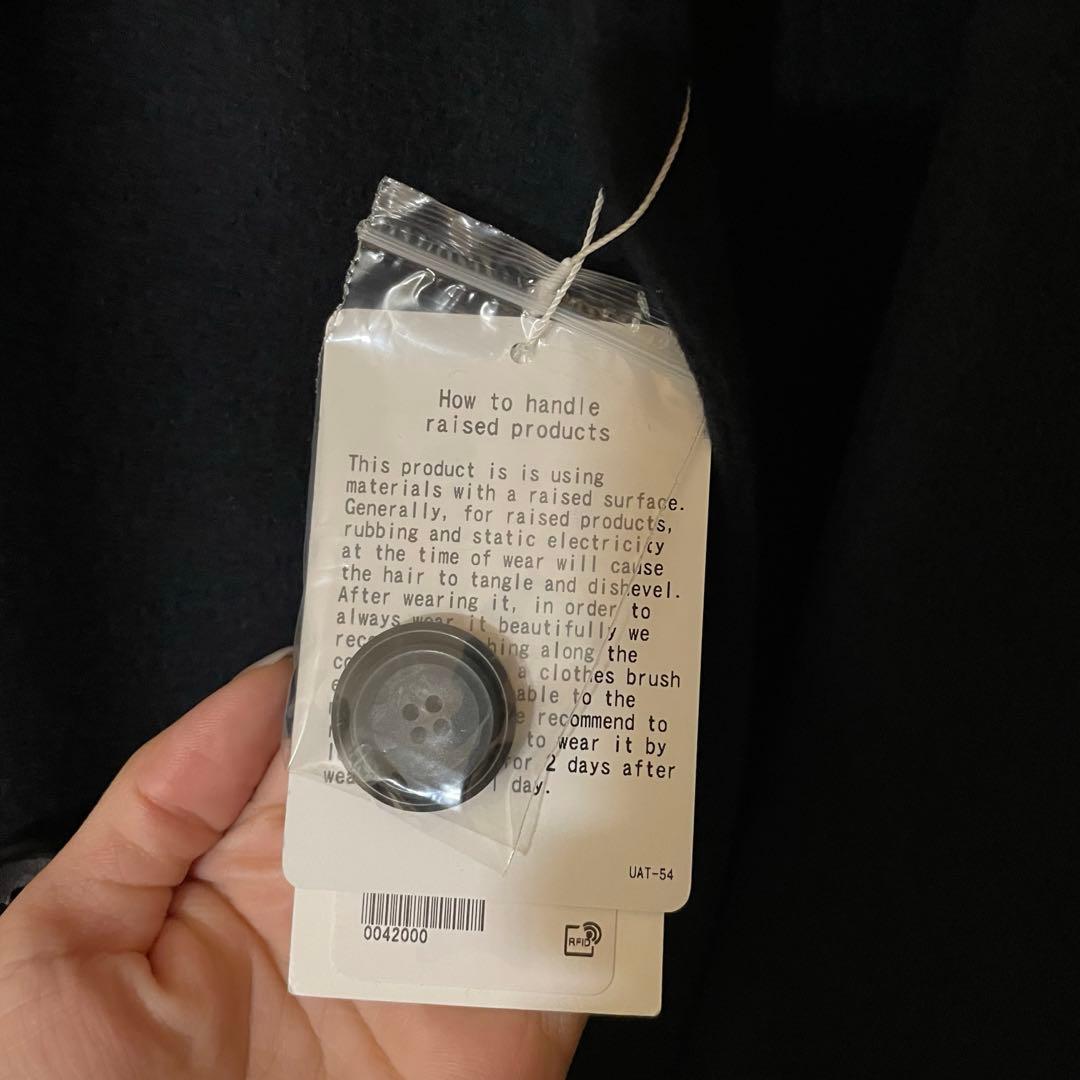 How to handle
raised products
This product is is using
materials with a raised surface.
Generally, for raised products,
rubbing and static electricity
at the time of wear will cause
the hair to tangle and dishevel.
After wearing it, in order to
always wear it beautifully we
along the
a clothes brush
to the
recommend to
to wear it by
2 days after
day.
UAT-54
0042000
RFID